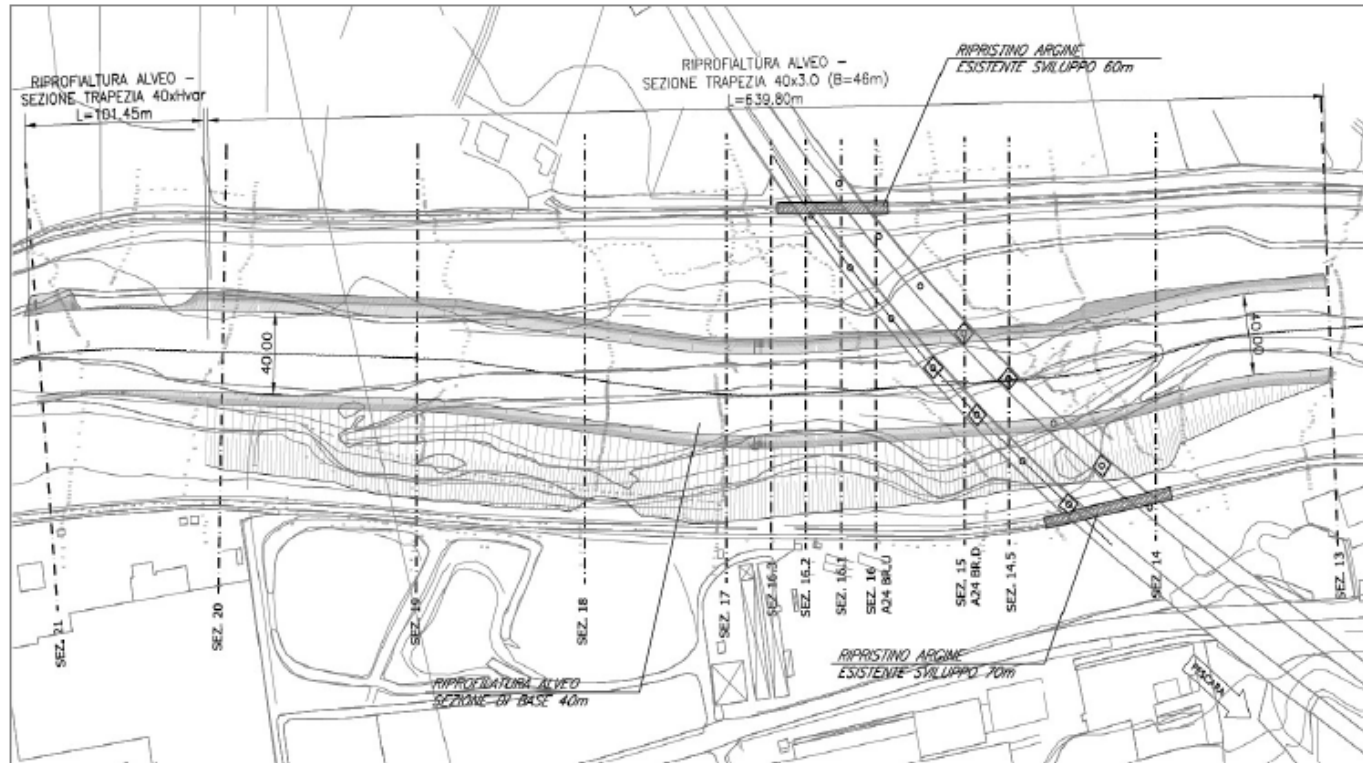 RIPROFIALTURA ALVEO –
SEZIONE TRAPEZIA 40xHvar
L=101.45m
RIPROFIALTURA ALVEO –
SEZIONE TRAPEZIA 40x3.0 (B=46m)
L=639.80m
RIPRISTINO ARGINE
ESISTENTE SVILUPPO 60m
40.00
40.00
SEZ. 21
SEZ. 20
SEZ. 19
SEZ. 18
SEZ. 17
SEZ. 16.3
SEZ. 16.2
SEZ. 16.1
SEZ. 16
A24 BR.U
SEZ. 15
A24 BR.D
SEZ. 14.5
SEZ. 14
SEZ. 13
RIPROFILATURA ALVEO
SEZIONE DI BASE 40m
RIPRISTINO ARGINE
ESISTENTE SVILUPPO 70m
PESCARA